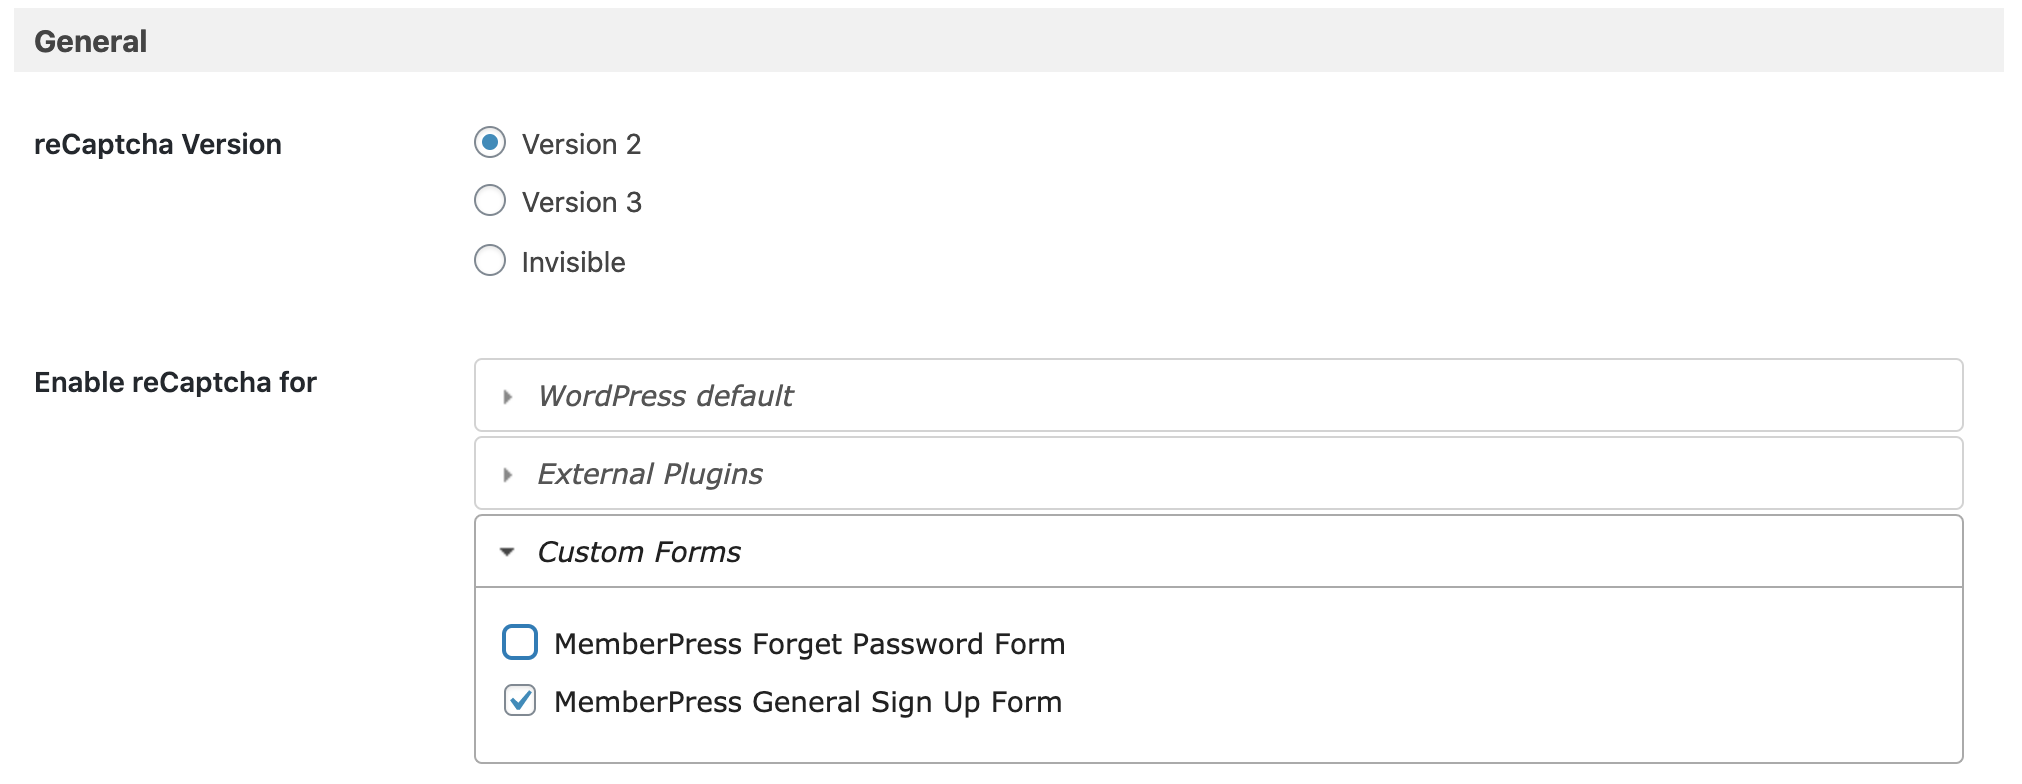 General
reCaptcha Version
Version 2
Version 3
Invisible
Enable reCaptcha for
WordPress default
External Plugins
Custom Forms
MemberPress Forget Password Form
MemberPress General Sign Up Form